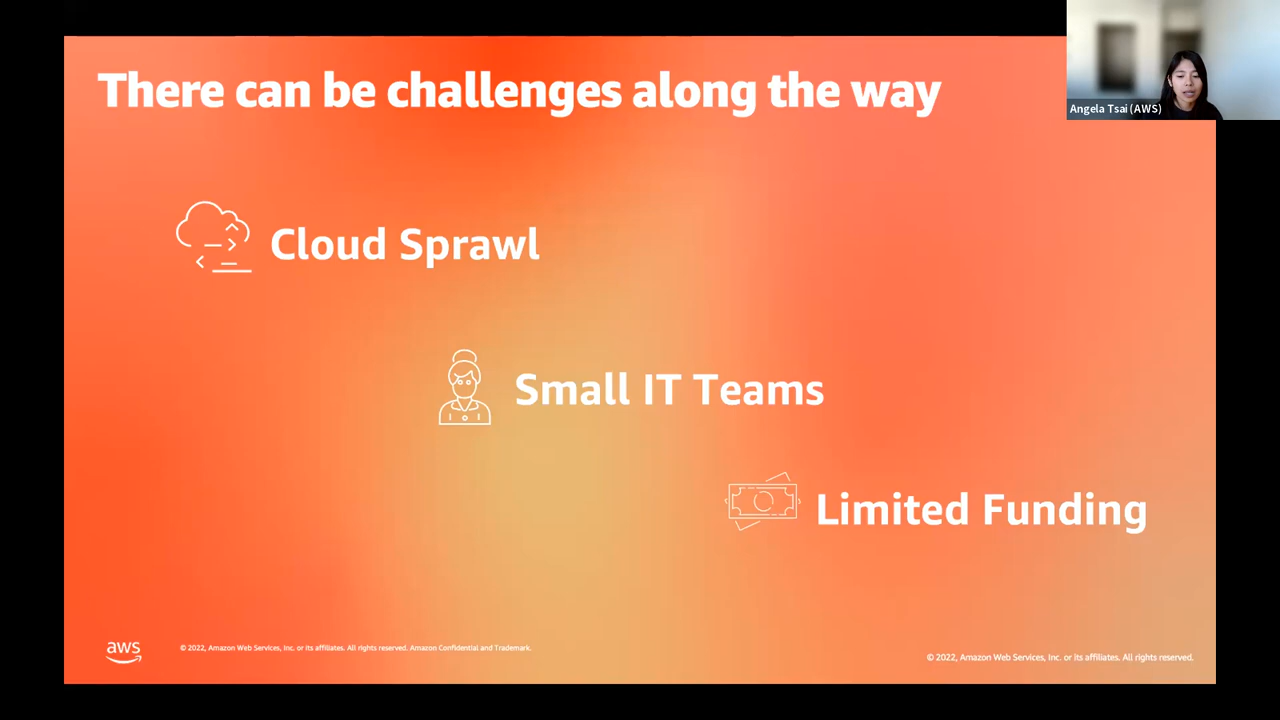 There can be challenges along the way
Angela Tsai (AWS)
Cloud Sprawl
Small IT Teams
Limited Funding
aws
© 2022, Amazon Web Services, Inc. or its affiliates. All rights reserved. Amazon Confidential and Trademark.
© 2022, Amazon Web Services, Inc. or its affiliates. All rights reserved.